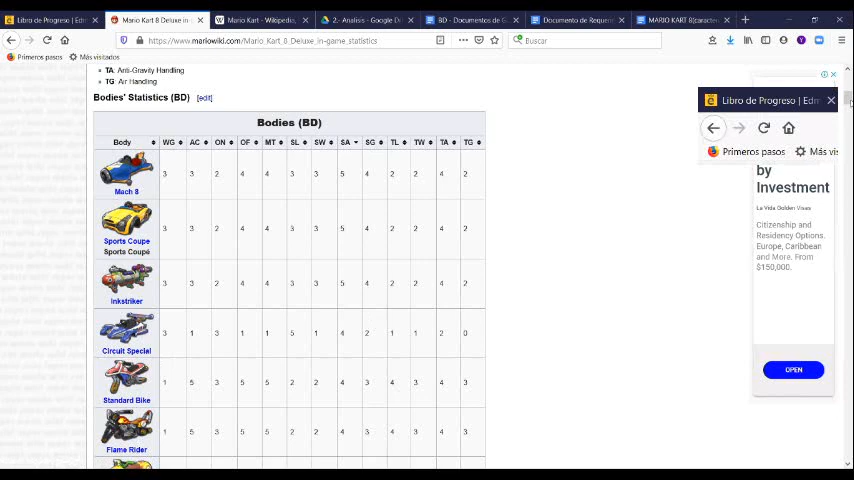 Libro de Progreso | Edm
Mario Kart 8 Deluxe in-game st
Mario Kart - Wikipédie,
2.- Analisis - Google Dr
BD - Documentos de G
Documento de Requerim
MARIO KART 8(caracter
https://www.mariowiki.com/Mario_Kart_8_Deluxe_in-game_statistics
Buscar
Primeros pasos
Más visitados
TA: Anti-Gravity Handling
TG: Air Handling
Bodies' Statistics (BD) [edit]
Bodies (BD)
Body WG AC ON OF MT SL SW SA SG TL TW TA TG
Mach 8 3 3 2 4 4 3 3 5 4 2 2 4 2
Sports Coupe
Sports Coupé 3 3 2 4 4 3 3 5 4 2 2 4 2
Inkstriker 3 3 2 4 4 3 3 5 4 2 2 4 2
Circuit Special 3 1 3 1 1 5 1 4 2 1 1 2 0
Standard Bike 1 5 3 5 5 2 2 4 3 4 3 4 3
Flame Rider 1 5 3 5 5 2 2 4 3 4 3 4 3
Libro de Progreso | Edm
Primeros pasos
Más vis
by
Investment
La Vida Golden Visas
Citizenship and
Residency Options.
Europe, Caribbean
and More. From
$150,000.
OPEN